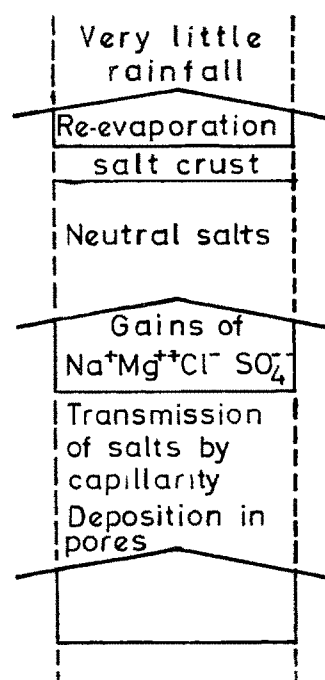 Very little
rainfall
Re-evaporation
salt crust
Neutral salts
Gains of
Na⁺Mg⁺⁺Cl⁻ SO₄⁻⁻
Transmission
of salts by
capillarity
Deposition in
pores